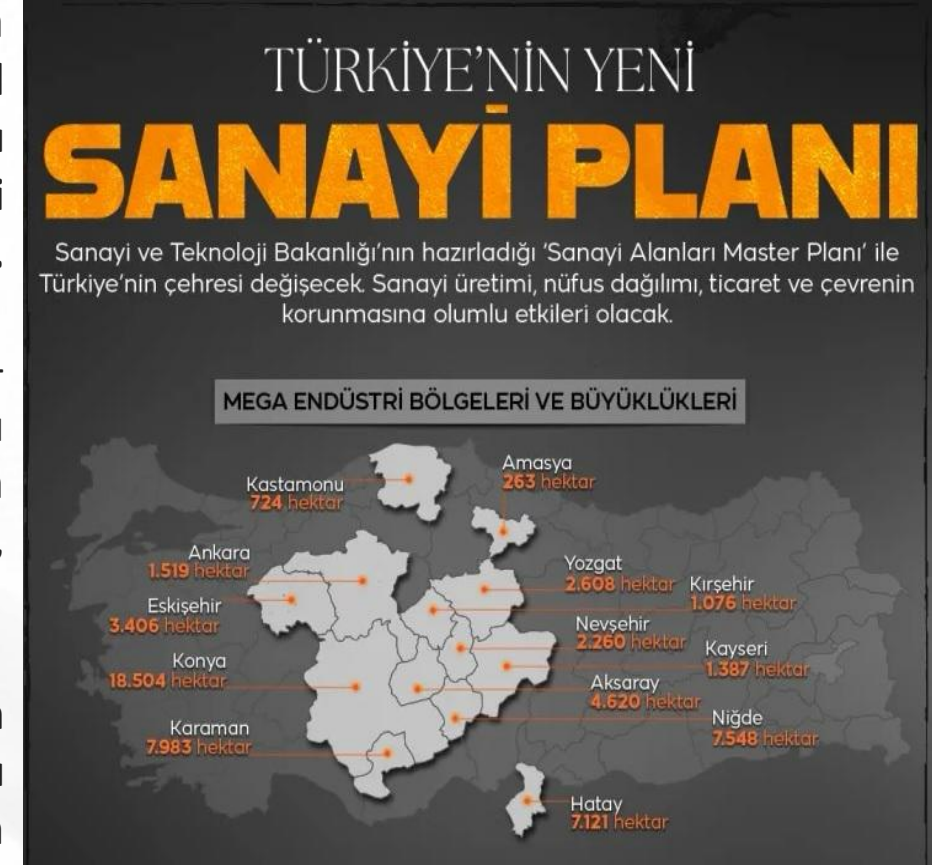 TÜRKİYE'NİN YENİ
SANAYİ PLANI
Sanayi ve Teknoloji Bakanlığı'nın hazırladığı 'Sanayi Alanları Master Planı' ile
Türkiye'nin çehresi değişecek. Sanayi üretimi, nüfus dağılımı, ticaret ve çevrenin
korunmasına olumlu etkileri olacak.
MEGA ENDÜSTRİ BÖLGELERİ VE BÜYÜKLÜKLERİ
Kastamonu
724 hektar
Amasya
263 hektar
Ankara
1.519 hektar
Yozgat
2.608 hektar
Kırşehir
1.076 hektar
Eskişehir
3.406 hektar
Nevşehir
2.260 hektar
Kayseri
1.387 hektar
Konya
18.504 hektar
Aksaray
4.620 hektar
Niğde
7.548 hektar
Karaman
7.983 hektar
Hatay
7.121 hektar